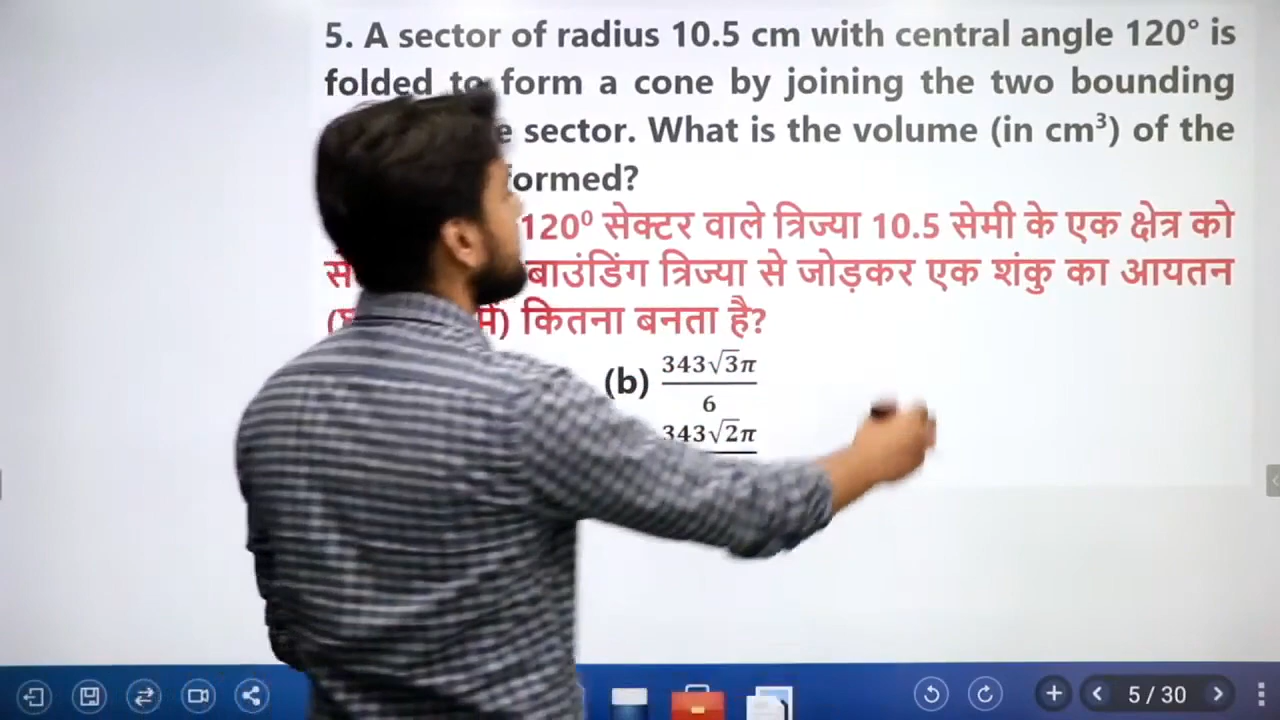 5. A sector of radius 10.5 cm with central angle 120° is
folded to form a cone by joining the two bounding
sector. What is the volume (in cm³) of the
formed?
120⁰ सेक्टर वाले त्रिज्या 10.5 सेमी के एक क्षेत्र को
बाउंडिंग त्रिज्या से जोड़कर एक शंकु का आयतन
में) कितना बनता है?
(b) 343√3π
6
343√2π
5 / 30